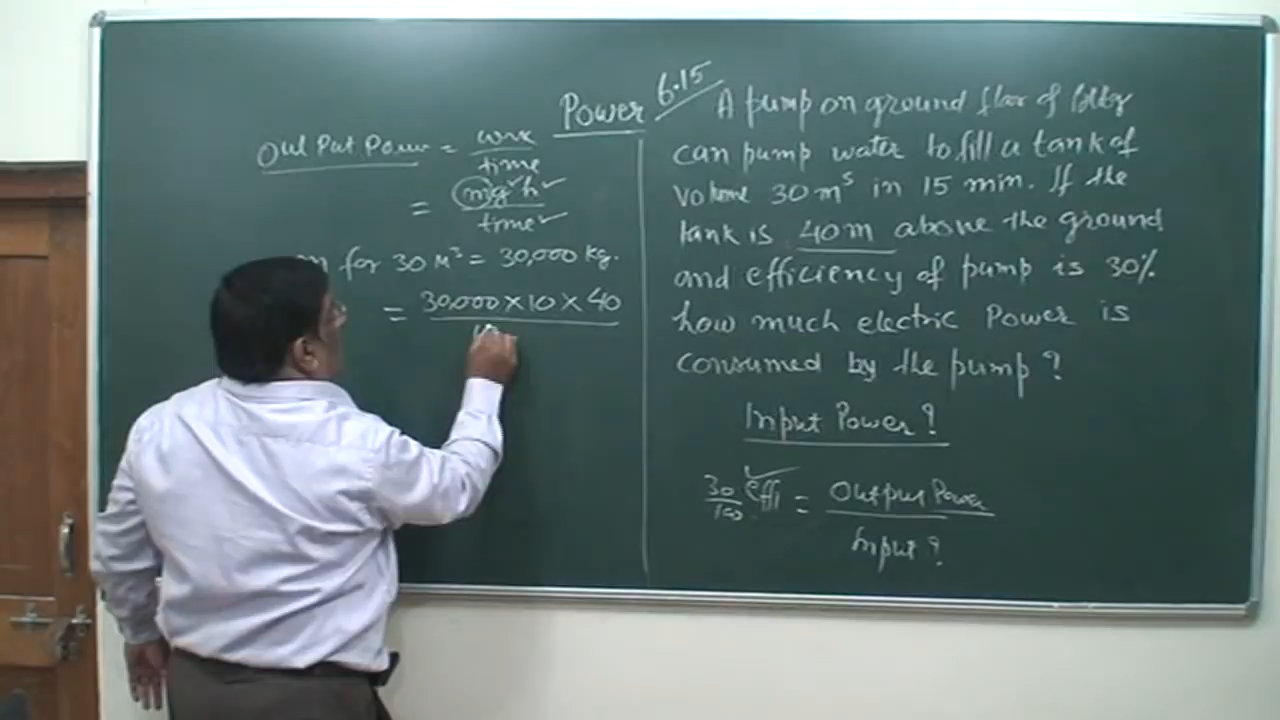 Power
Out Put Power = work
time
= mgh
time
m for 30 M³ = 30,000 kg.
= 30,000 × 10 × 40
6.15 A pump on ground floor of bldg
can pump water to fill a tank of
volume 30 m³ in 15 min. If the
tank is 40m above the ground
and efficiency of pump is 30%
how much electric Power is
consumed by the pump ?
Input Power ?
30
100 effi = Output Power
Input ?